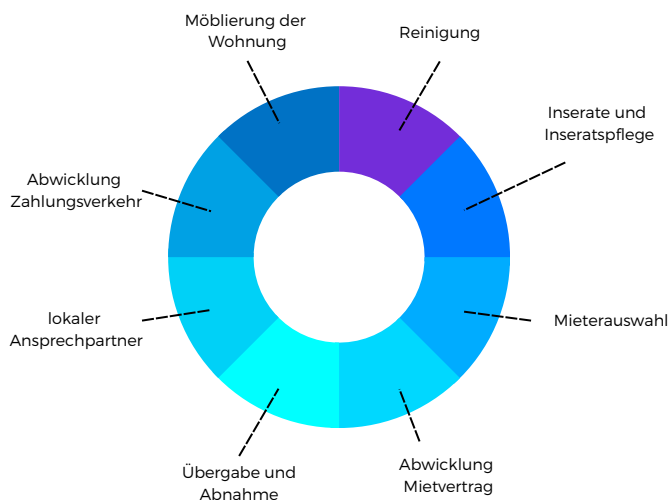 Möblierung der
Wohnung
Reinigung
Inserate und
Inseratspflege
Mieterauswahl
Abwicklung
Mietvertrag
Übergabe und
Abnahme
lokaler
Ansprechpartner
Abwicklung
Zahlungsverkehr